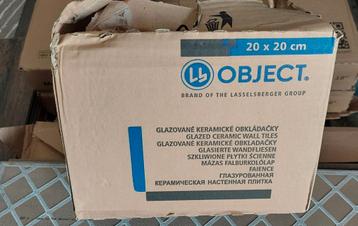 20 x 20 cm
OBJECT.
BRAND OF THE LASSELSBERGER GROUP
GLAZOVANÉ KERAMICKÉ OBKLÁDAČKY
GLAZED CERAMIC WALL TILES
GLAZOVANÉ KERAMICKÉ OBKLADAČKY
GLASIERTE WANDFLIESEN
SZKLIWIONE PŁYTKI ŚCIENNE
MÁZAS FALBURKOLÓLAP
FAIENCE
ГЛАЗУРОВАННАЯ
КЕРАМИЧЕСКАЯ НАСТЕННАЯ ПЛИТКА